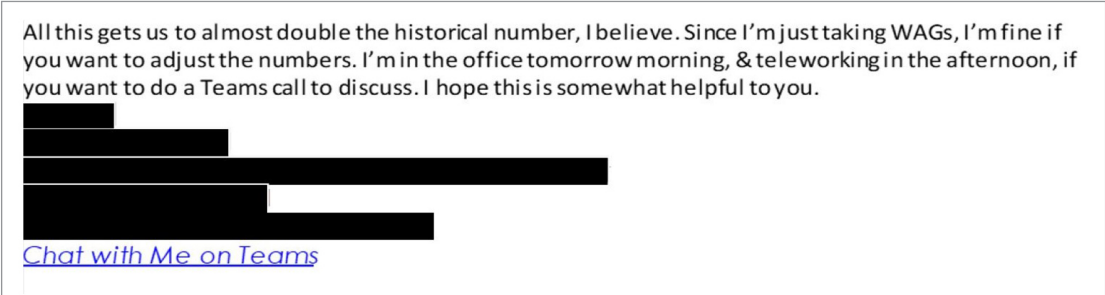 All this gets us to almost double the historical number, I believe. Since I’m just taking WAGs, I’m fine if
you want to adjust the numbers. I’m in the office tomorrow morning, & teleworking in the afternoon, if
you want to do a Teams call to discuss. I hope this is somewhat helpful to you.
Chat with Me on Teams